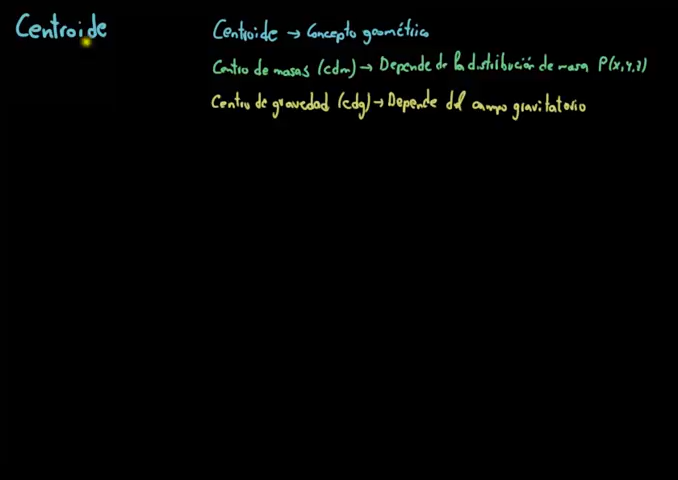 Centroide
Centroide → Concepto geométrico
Centro de masas (cdm) → Depende de la distribución de masa ρ(x,y,z)
Centro de gravedad (cdg) → Depende del campo gravitatorio